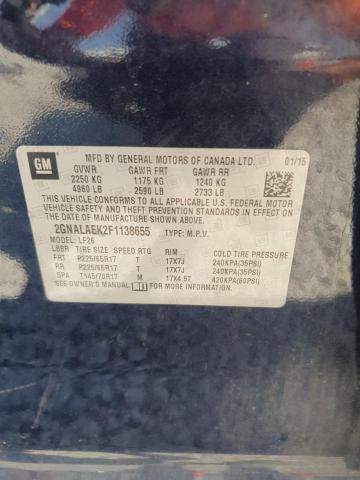 GM
MFD BY GENERAL MOTORS OF CANADA LTD. 01/15
GVWR GAWR FRT GAWR RR
2250 KG 1175 KG 1240 KG
4960 LB 2590 LB 2733 LB
THIS VEHICLE CONFORMS TO ALL APPLICABLE U.S. FEDERAL MOTOR
VEHICLE SAFETY AND THEFT PREVENTION STANDARDS IN EFFECT
ON THE DATE OF MANUFACTURE SHOWN ABOVE.
2GNALAEK2F1138655 TYPE: M.P.V.
LF26
TIRE SIZE SPEED RTG RIM COLD TIRE PRESSURE
FRT P225/65R17 T 17X7J 240KPA(35PSI)
RR P225/65R17 T 17X7J 240KPA(35PSI)
SPA T145/70R17 M 17X4.5T 420KPA(60PSI)
SEE OWNER'S MANUAL FOR ADDITIONAL INFORMATION.